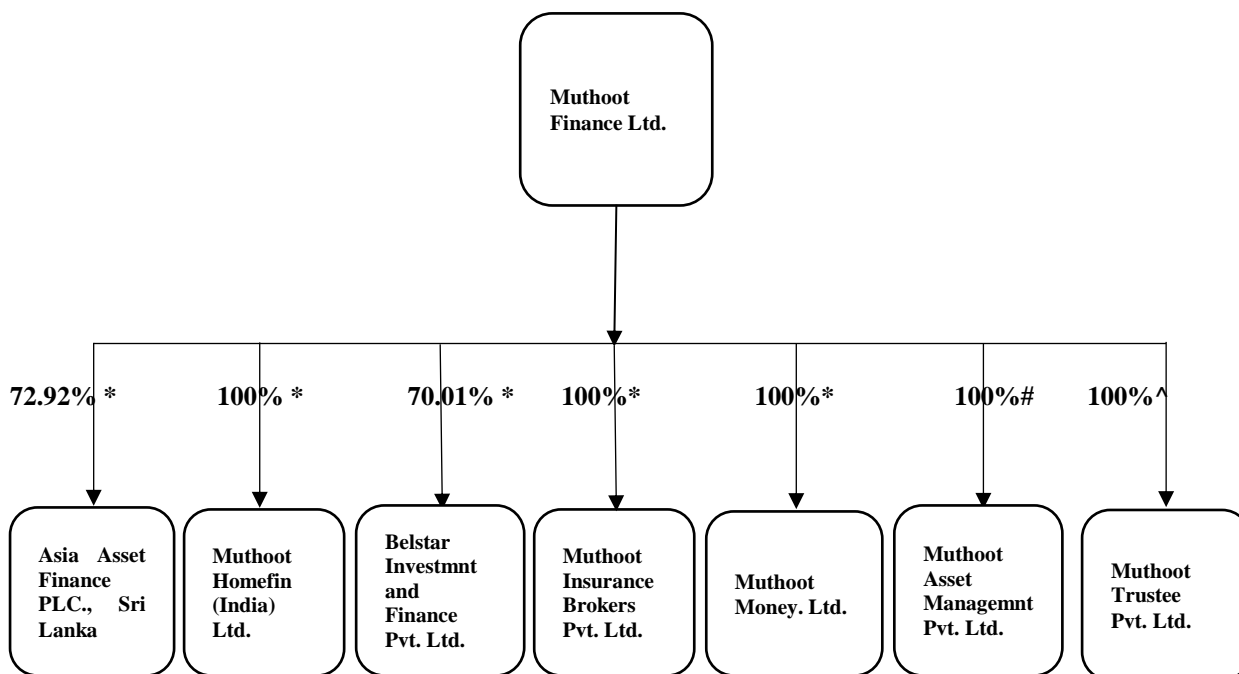 Muthoot
Finance Ltd.
72.92% *
100% *
70.01% *
100%*
100%*
100%#
100%^
Asia Asset
Finance
PLC., Sri
Lanka
Muthoot
Homefin
(India)
Ltd.
Belstar
Investmnt
and
Finance
Pvt. Ltd.
Muthoot
Insurance
Brokers
Pvt. Ltd.
Muthoot
Money. Ltd.
Muthoot
Asset
Managemnt
Pvt. Ltd.
Muthoot
Trustee
Pvt. Ltd.